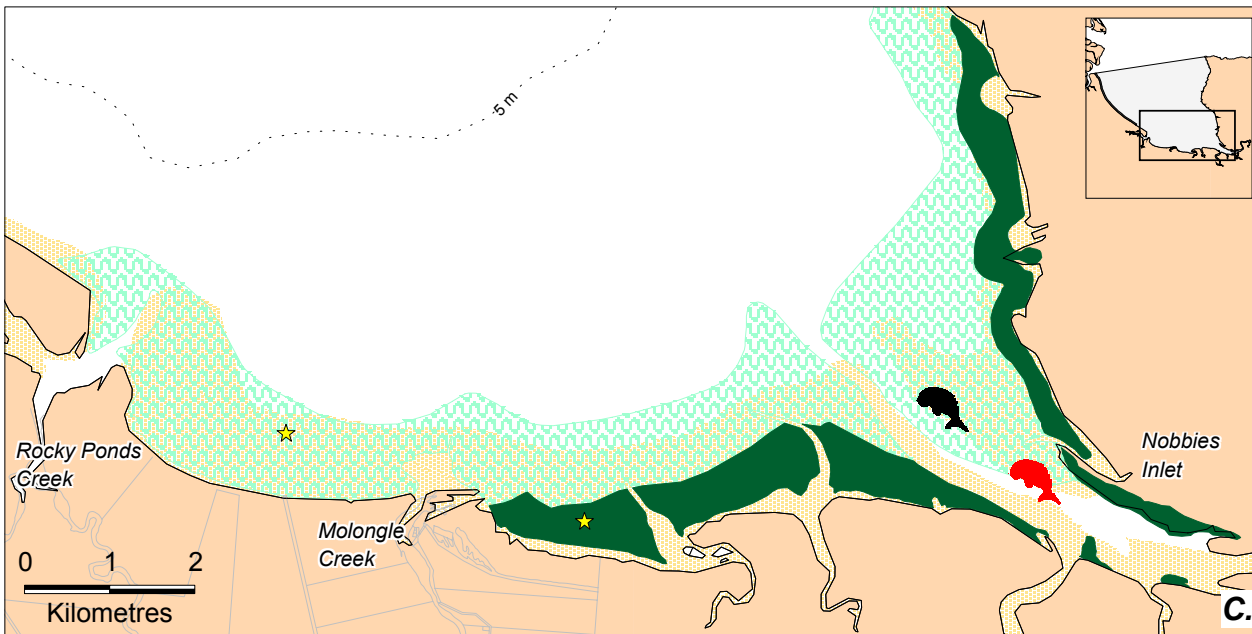 5 m
Rocky Ponds
Creek
Nobbies
Inlet
Molongle
Creek
0 1 2
Kilometres
C.